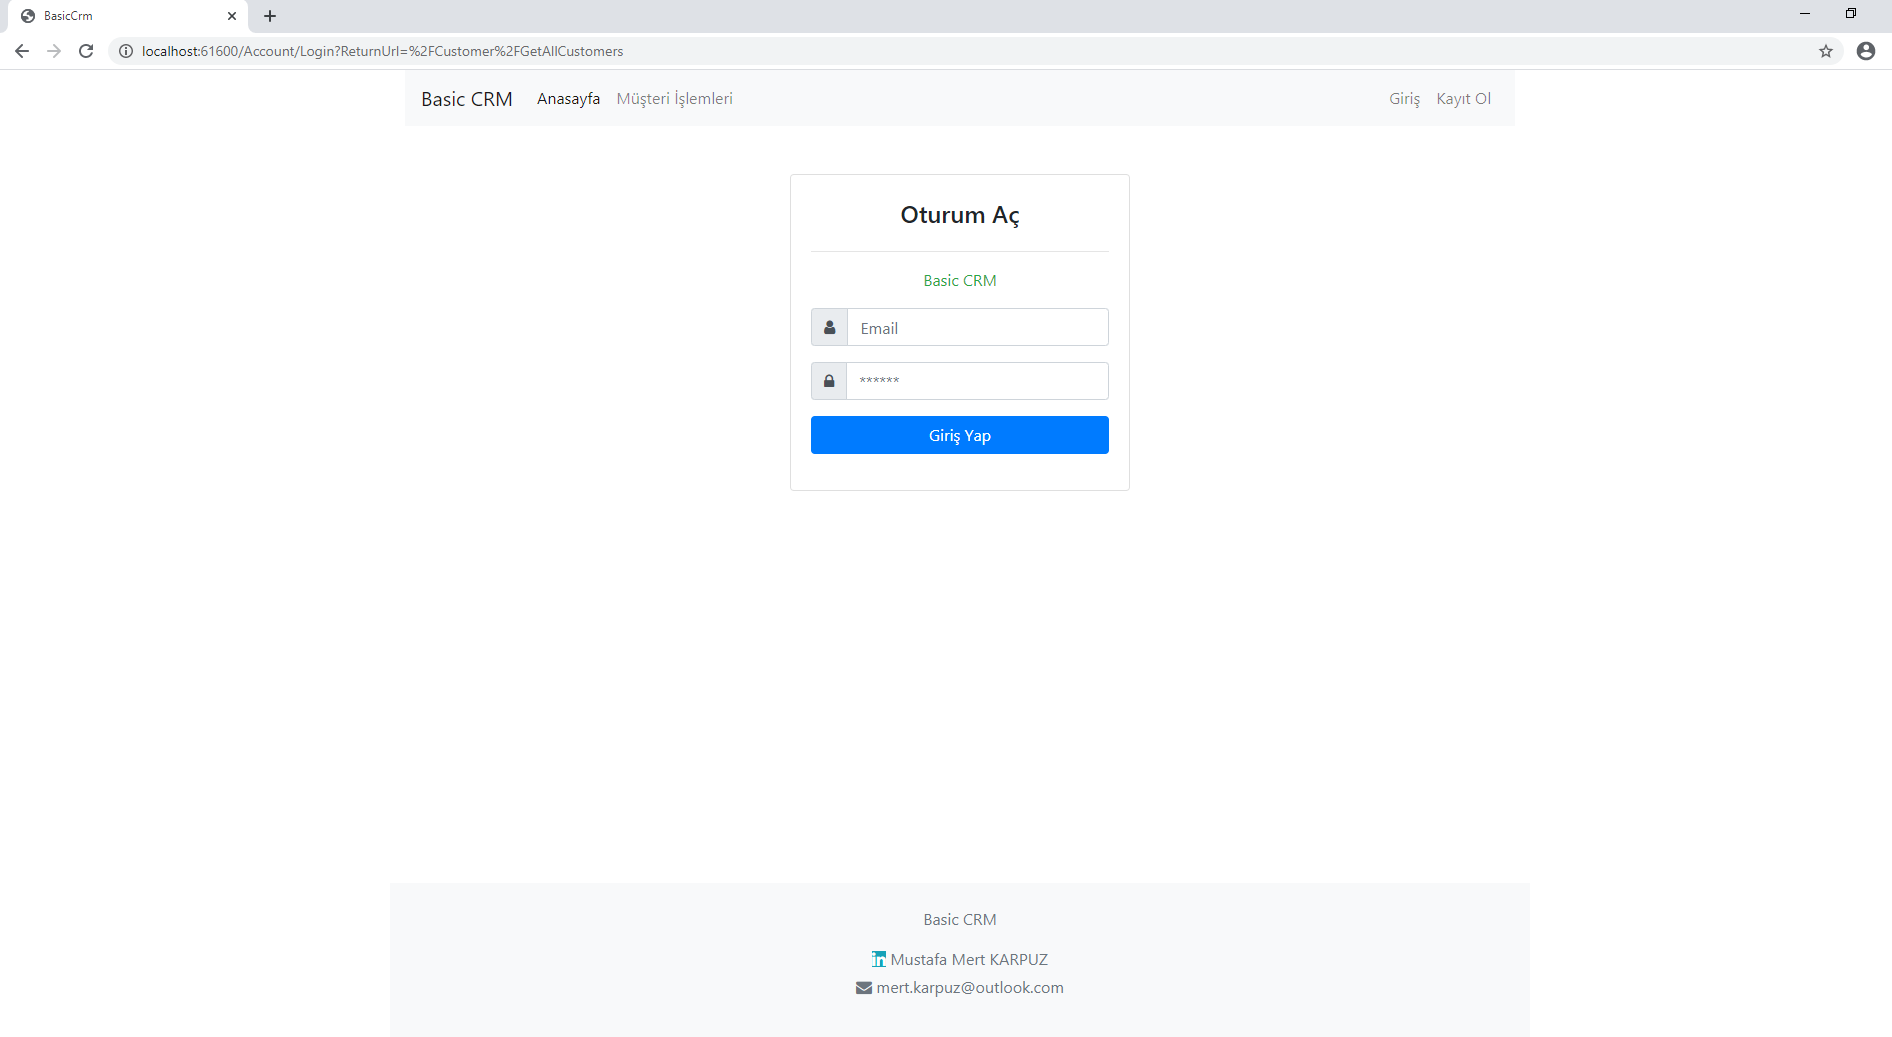 BasicCrm
localhost:61600/Account/Login?ReturnUrl=%2FCustomer%2FGetAllCustomers
Basic CRM Anasayfa Müşteri İşlemleri Giriş Kayıt Ol
Oturum Aç
Basic CRM
Email
******
Giriş Yap
Basic CRM
in Mustafa Mert KARPUZ
mert.karpuz@outlook.com